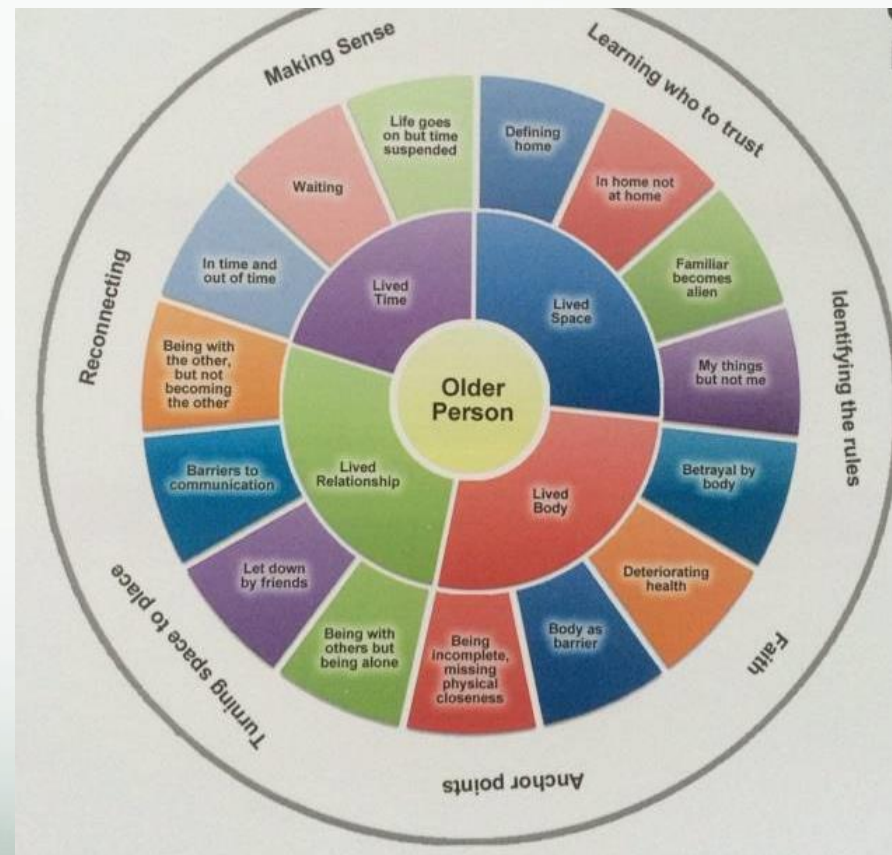 Making Sense
Learning who to trust
Identifying the rules
Faith
Anchor points
Turning space to place
Reconnecting
Life goes
on but time
suspended
Defining
home
In home not
at home
Familiar
becomes
alien
My things
but not me
Betrayal by
body
Deteriorating
health
Body as
barrier
Being
incomplete,
missing
physical
closeness
Being with
others but
being alone
Let down
by friends
Barriers to
communication
Being with
the other,
but not
becoming
the other
In time and
out of time
Waiting
Lived
Time
Lived
Space
Lived
Body
Lived
Relationship
Older
Person